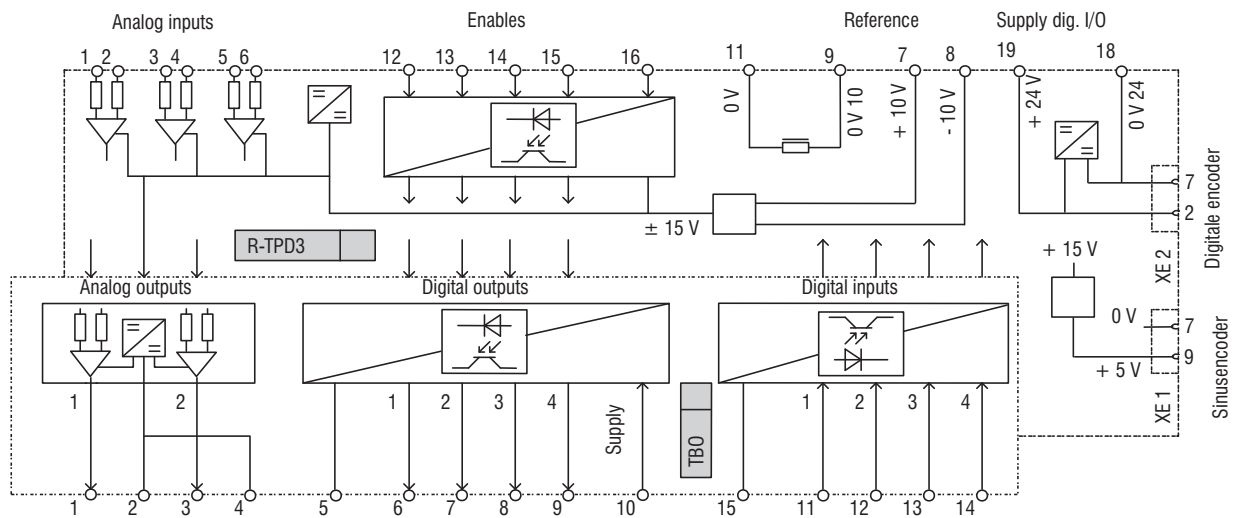 Analog inputs
Enables
Reference
Supply dig. I/O
1 2 3 4 5 6
12 13 14 15 16
11 9 7 8
19 18
0 V
0 V 10
+ 10 V
- 10 V
+ 24 V
0 V 24
7
2
± 15 V
R-TPD3
XE 2
Digitale encoder
+ 15 V
Analog outputs
Digital outputs
Digital inputs
0 V
7
9
+ 5 V
XE 1
Sinusencoder
1 2
1 2 3 4
Supply
TBO
1 2 3 4
1 2 3 4 5 6 7 8 9 10 15 11 12 13 14